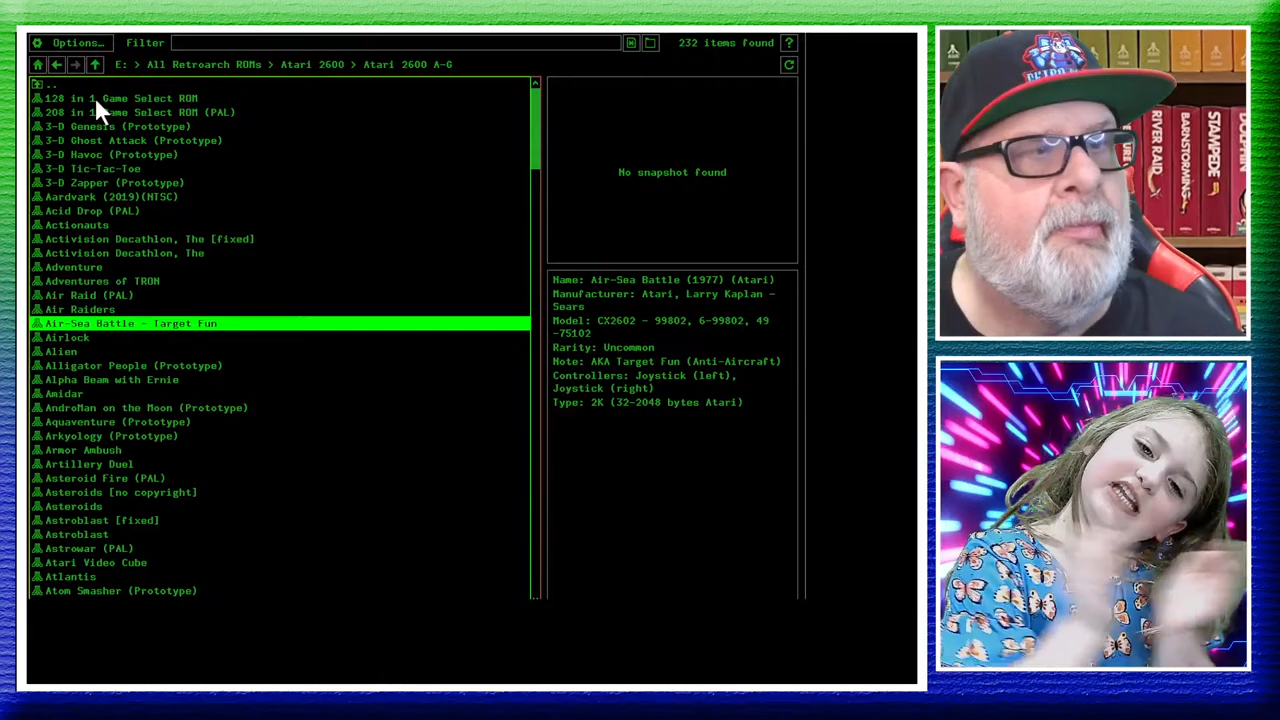 Options…
Filter
232 items found
?
E: > All Retroarch ROMs > Atari 2600 > Atari 2600 A-G
..
128 in 1 Game Select ROM
208 in 1 Game Select ROM (PAL)
3-D Genesis (Prototype)
3-D Ghost Attack (Prototype)
3-D Havoc (Prototype)
3-D Tic-Tac-Toe
3-D Zapper (Prototype)
Aardvark (2019)(NTSC)
Acid Drop (PAL)
Actionauts
Activision Decathlon, The [fixed]
Activision Decathlon, The
Adventure
Adventures of TRON
Air Raid (PAL)
Air Raiders
Air-Sea Battle - Target Fun
Airlock
Alien
Alligator People (Prototype)
Alpha Beam with Ernie
Amidar
AndroMan on the Moon (Prototype)
Aquaventure (Prototype)
Arkyology (Prototype)
Armor Ambush
Artillery Duel
Asteroid Fire (PAL)
Asteroids [no copyright]
Asteroids
Astroblast [fixed]
Astroblast
Astrowar (PAL)
Atari Video Cube
Atlantis
Atom Smasher (Prototype)
No snapshot found
Name: Air-Sea Battle (1977) (Atari)
Manufacturer: Atari, Larry Kaplan -
Sears
Model: CX2602 - 99802, 6-99802, 49
-75102
Rarity: Uncommon
Note: AKA Target Fun (Anti-Aircraft)
Controllers: Joystick (left),
Joystick (right)
Type: 2K (32-2048 bytes Atari)
RIVER RAID
BARNSTORMING
STAMPEDE